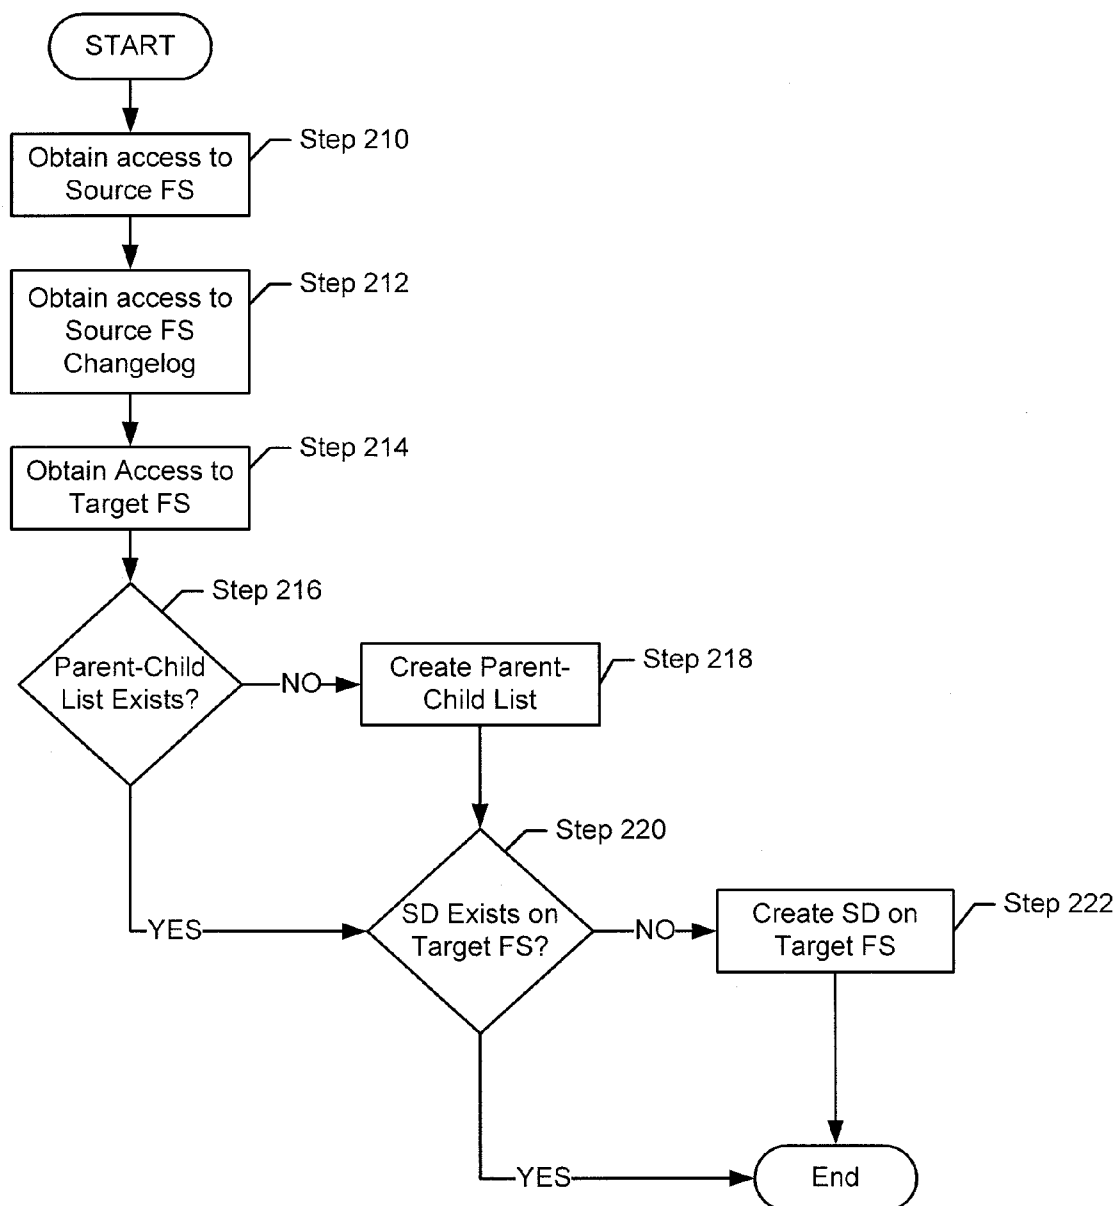 START
Obtain access to
Source FS
Step 210
Obtain access to
Source FS
Changelog
Step 212
Obtain Access to
Target FS
Step 214
Parent-Child
List Exists?
Step 216
NO
Create Parent-
Child List
Step 218
YES
SD Exists on
Target FS?
Step 220
NO
Create SD on
Target FS
Step 222
YES
End